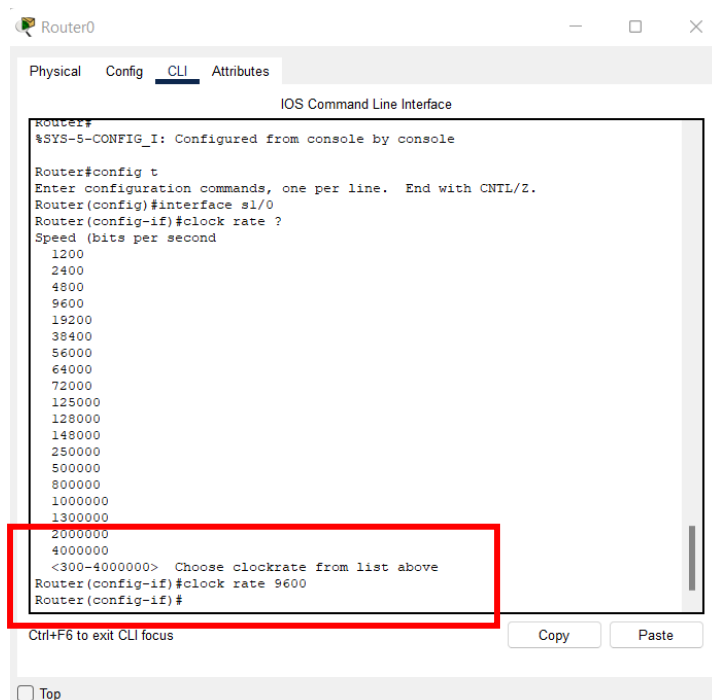 Router0
Physical Config CLI Attributes
IOS Command Line Interface
Router#
%SYS-5-CONFIG_I: Configured from console by console
Router#config t
Enter configuration commands, one per line. End with CNTL/Z.
Router(config)#interface s1/0
Router(config-if)#clock rate ?
Speed (bits per second
1200
2400
4800
9600
19200
38400
56000
64000
72000
125000
128000
148000
250000
500000
800000
1000000
1300000
2000000
4000000
<300-4000000> Choose clockrate from list above
Router(config-if)#clock rate 9600
Router(config-if)#
Ctrl+F6 to exit CLI focus
Copy Paste
Top